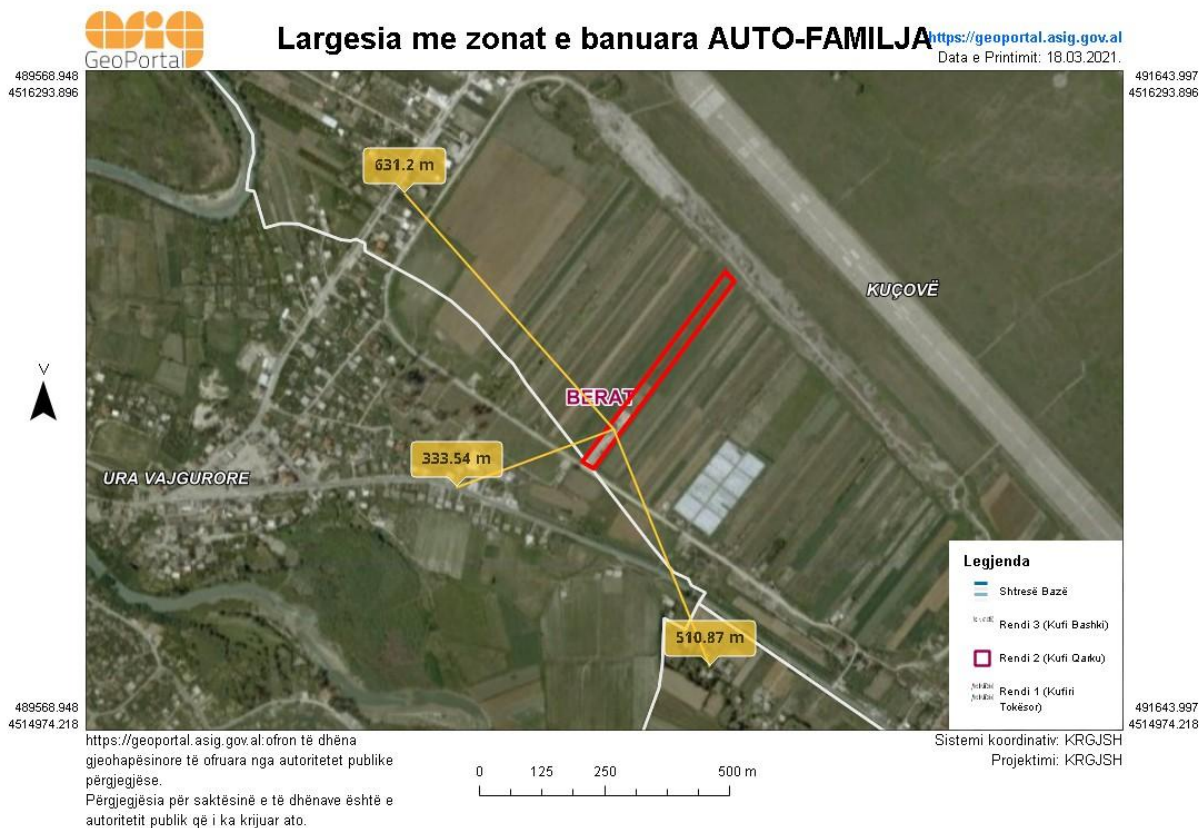 asig
GeoPortal
Largesia me zonat e banuara AUTO-FAMILJA
https://geoportal.asig.gov.al
Data e Printimit: 18.03.2021.
489568.948
4516293.896
491643.997
4516293.896
631.2 m
KUÇOVË
BERAT
333.54 m
URA VAJGURORE
510.87 m
Legjenda
Shtresë Bazë
Rendi 3 (Kufi Bashki)
Rendi 2 (Kufi Qarku)
Rendi 1 (Kufiri
Tokësor)
V
489568.948
4514974.218
491643.997
4514974.218
https://geoportal.asig.gov.al:ofron të dhëna
gjeohapësinore të ofruara nga autoritetet publike
përgjegjëse.
Përgjegjësia për saktësinë e të dhënave është e
autoritetit publik që i ka krijuar ato.
0 125 250 500 m
Sistemi koordinativ: KRGJSH
Projektimi: KRGJSH